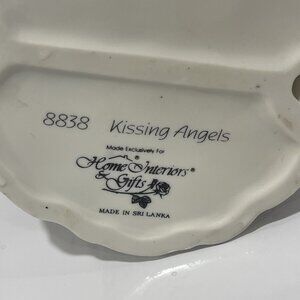 8838 Kissing Angels
Made Exclusively For
Home Interiors®
& Gifts
MADE IN SRI LANKA